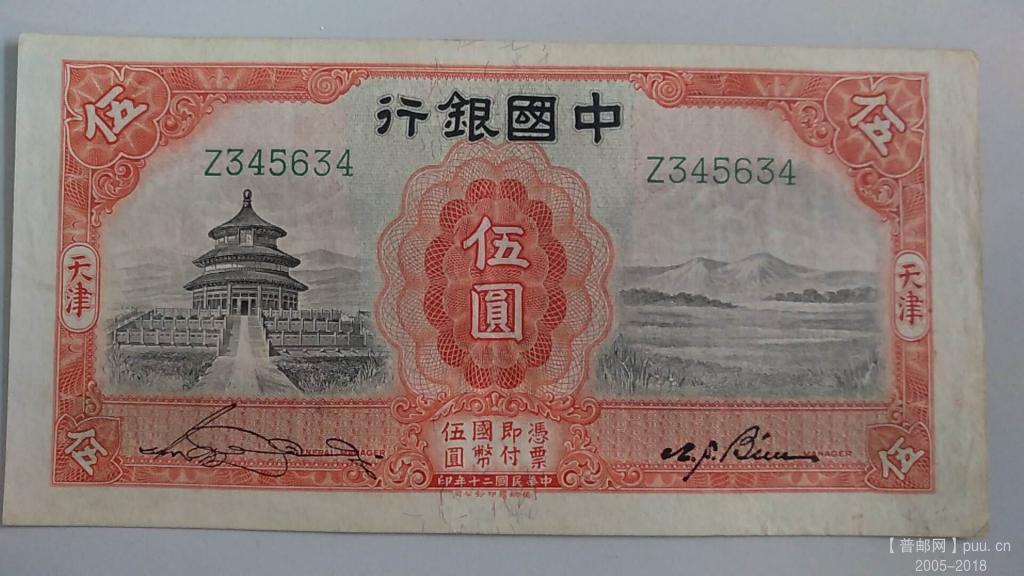 伍
伍
中國銀行
Z345634
Z345634
伍圓
天津
天津
憑票
即付
國幣
伍圓
MANAGER
伍
伍
中華民國二十年印
【普邮网】puu.cn
2005-2018